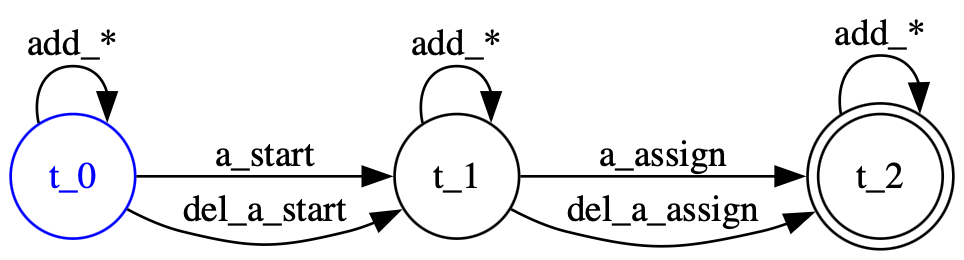 add_*
add_*
add_*
a_start
a_assign
t_0
t_1
t_2
del_a_start
del_a_assign